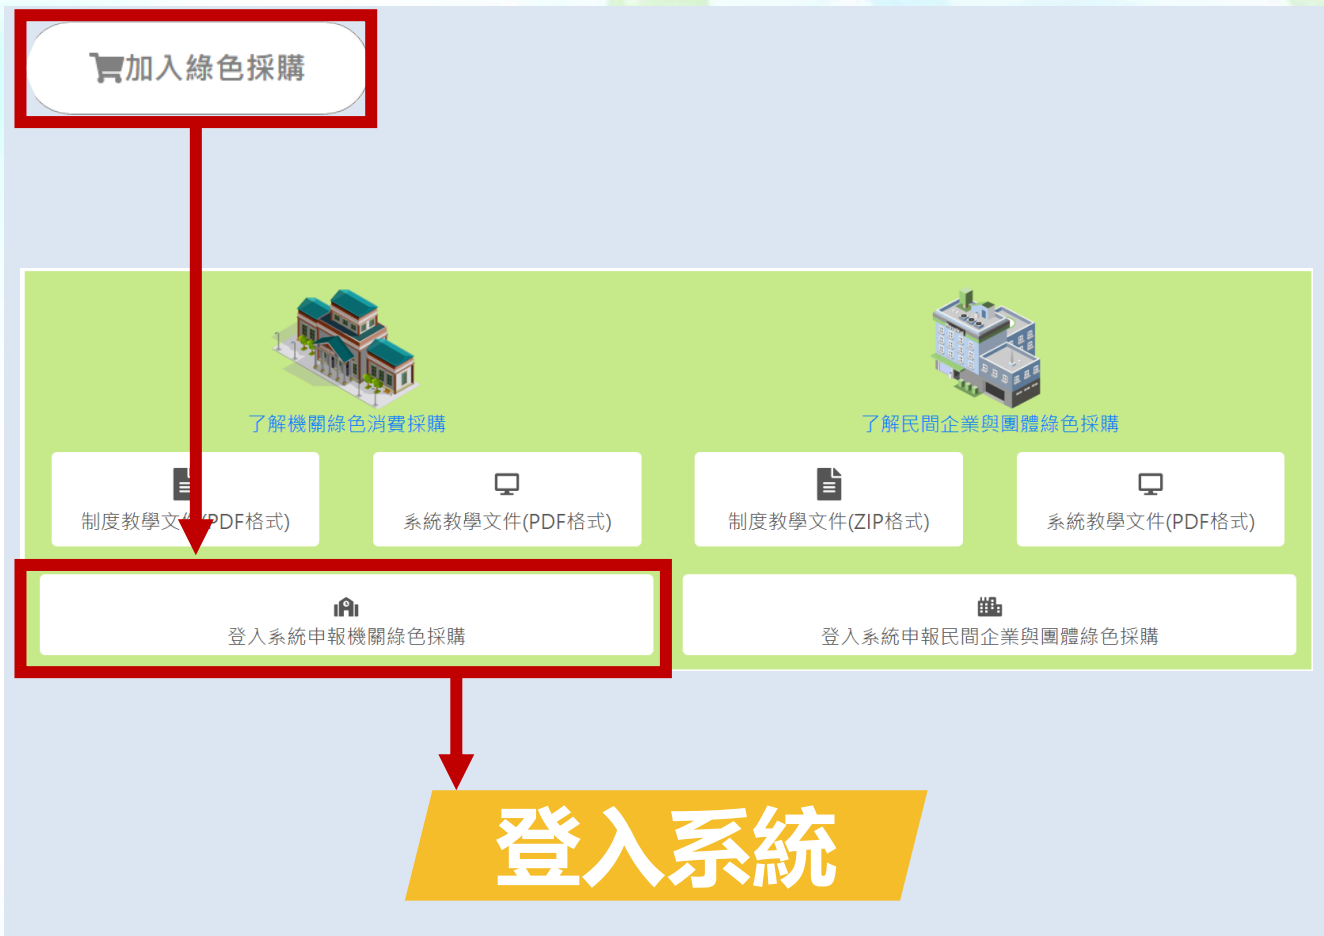 加入綠色採購
了解機關綠色消費採購
了解民間企業與團體綠色採購
制度教學文件(PDF格式)
系統教學文件(PDF格式)
制度教學文件(ZIP格式)
系統教學文件(PDF格式)
登入系統申報機關綠色採購
登入系統申報民間企業與團體綠色採購
登入系統